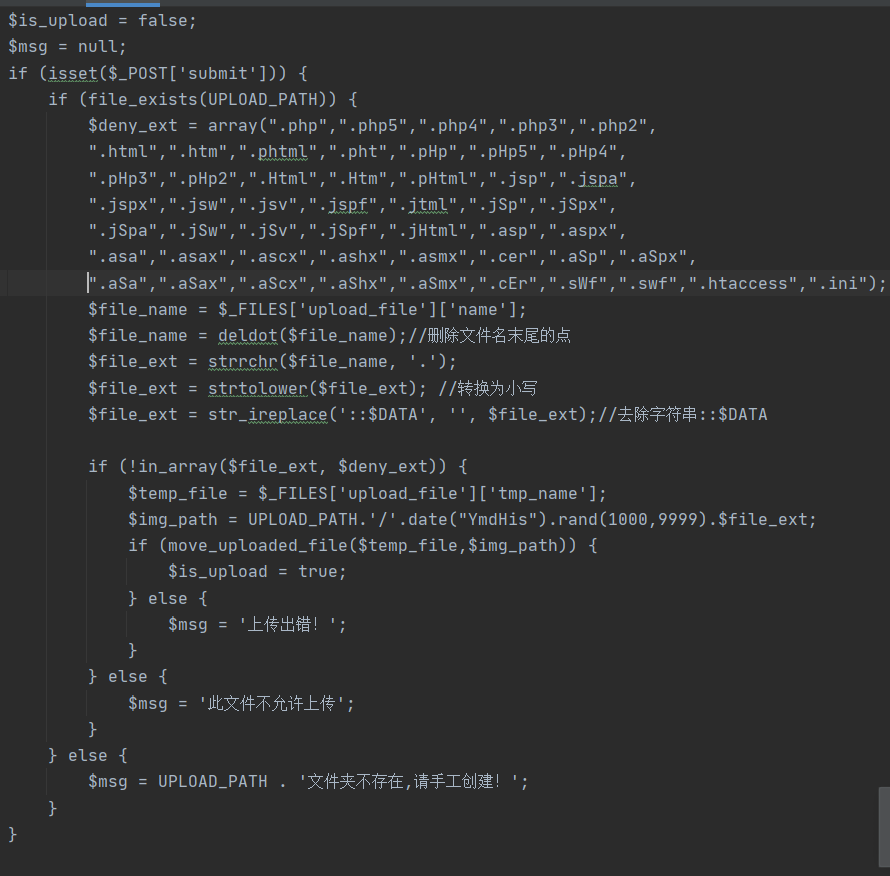 $is_upload = false;
$msg = null;
if (isset($_POST['submit'])) {
    if (file_exists(UPLOAD_PATH)) {
        $deny_ext = array(".php",".php5",".php4",".php3",".php2",
        ".html",".htm",".phtml",".pht",".pHp",".pHp5",".pHp4",
        ".pHp3",".pHp2",".Html",".Htm",".pHtml",".jsp",".jspa",
        ".jspx",".jsw",".jsv",".jspf",".jtml",".jSp",".jSpx",
        ".jSpa",".jSw",".jSv",".jSpf",".jHtml",".asp",".aspx",
        ".asa",".asax",".ascx",".ashx",".asmx",".cer",".aSp",".aSpx",
        ".aSa",".aSax",".aScx",".aShx",".aSmx",".cEr",".sWf",".swf",".htaccess",".ini");
        $file_name = $_FILES['upload_file']['name'];
        $file_name = deldot($file_name);//删除文件名末尾的点
        $file_ext = strrchr($file_name, '.');
        $file_ext = strtolower($file_ext); //转换为小写
        $file_ext = str_ireplace('::$DATA', '', $file_ext);//去除字符串::$DATA
        if (!in_array($file_ext, $deny_ext)) {
            $temp_file = $_FILES['upload_file']['tmp_name'];
            $img_path = UPLOAD_PATH.'/'.date("YmdHis").rand(1000,9999).$file_ext;
            if (move_uploaded_file($temp_file,$img_path)) {
                $is_upload = true;
            } else {
                $msg = '上传出错！';
            }
        } else {
            $msg = '此文件不允许上传';
        }
    } else {
        $msg = UPLOAD_PATH . '文件夹不存在,请手工创建！';
    }
}